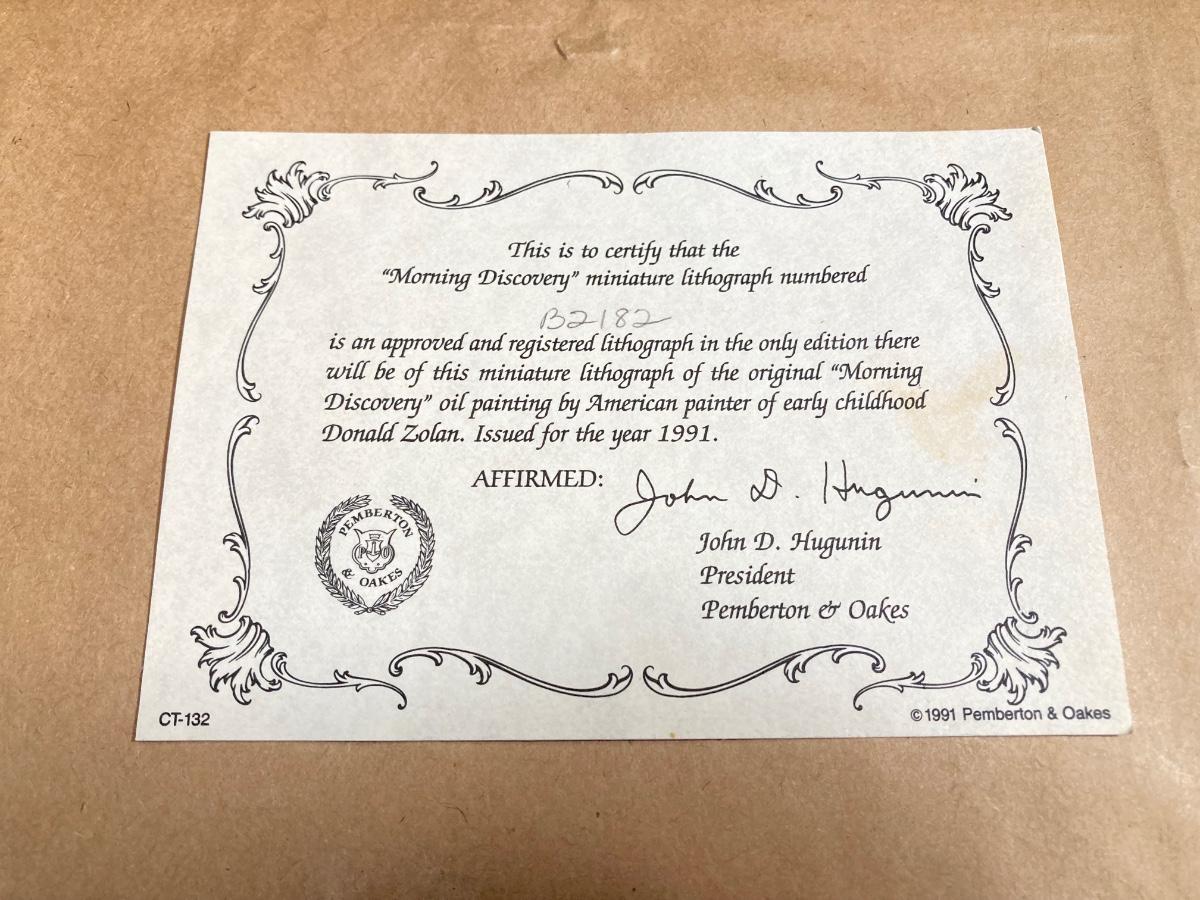 This is to certify that the
“Morning Discovery” miniature lithograph numbered
B2182
is an approved and registered lithograph in the only edition there
will be of this miniature lithograph of the original “Morning
Discovery” oil painting by American painter of early childhood
Donald Zolan. Issued for the year 1991.
AFFIRMED: John D. Hugunin
John D. Hugunin
President
Pemberton & Oakes
PEMBERTON
P&O
& OAKES
CT-132
©1991 Pemberton & Oakes